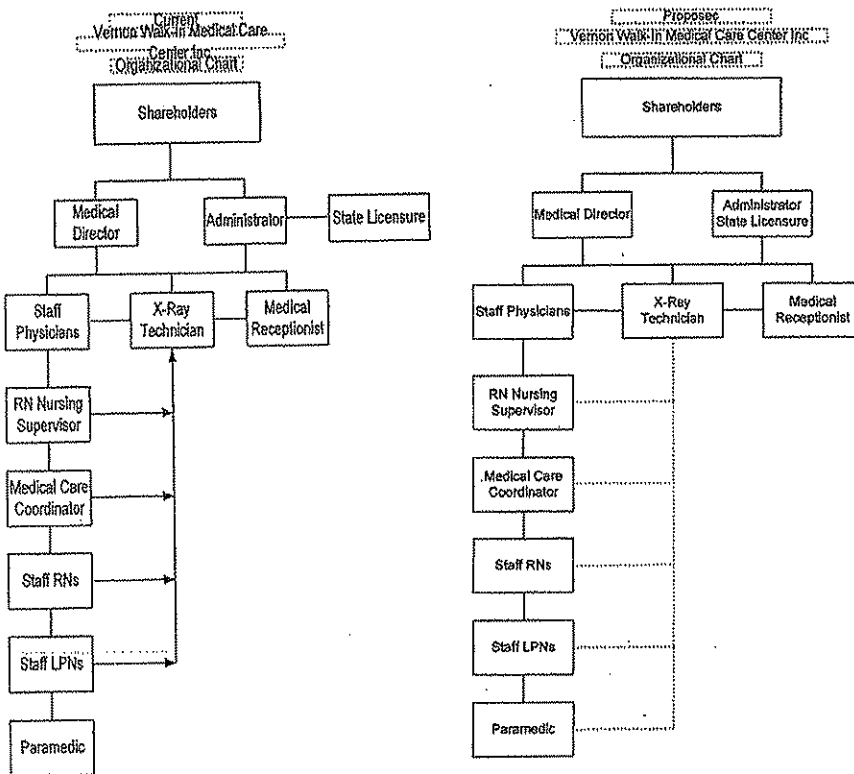 Current
Vernon Walk-In Medical Care
Center Inc
Organizational Chart
Shareholders
Medical
Director
Administrator
State Licensure
Staff
Physicians
X-Ray
Technician
Medical
Receptionist
RN Nursing
Supervisor
Medical Care
Coordinator
Staff RNs
Staff LPNs
Paramedic
Proposec
Vernon Walk-In Medical Care Center Inc
Organizational Chart
Shareholders
Medical Director
Administrator
State Licensure
Staff Physicians
X-Ray
Technician
Medical
Receptionist
RN Nursing
Supervisor
Medical Care
Coordinator
Staff RNs
Staff LPNs
Paramedic